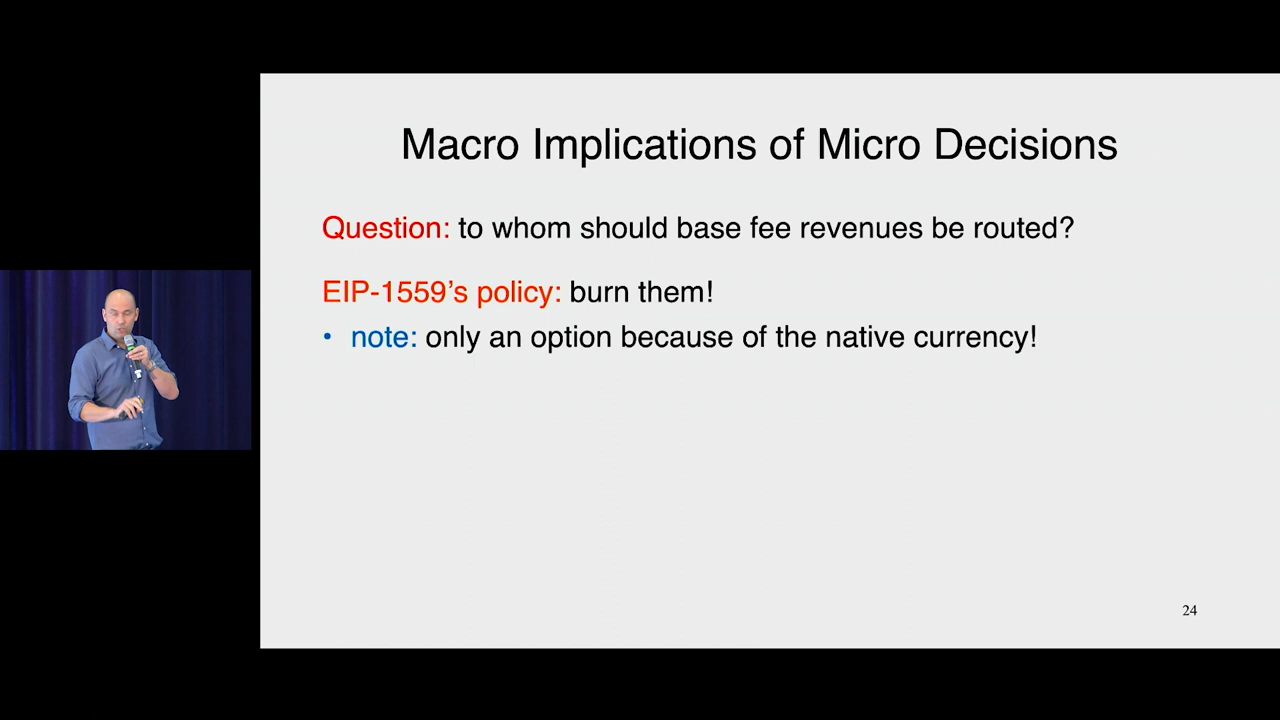 Macro Implications of Micro Decisions
Question: to whom should base fee revenues be routed?
EIP-1559’s policy: burn them!
• note: only an option because of the native currency!
24